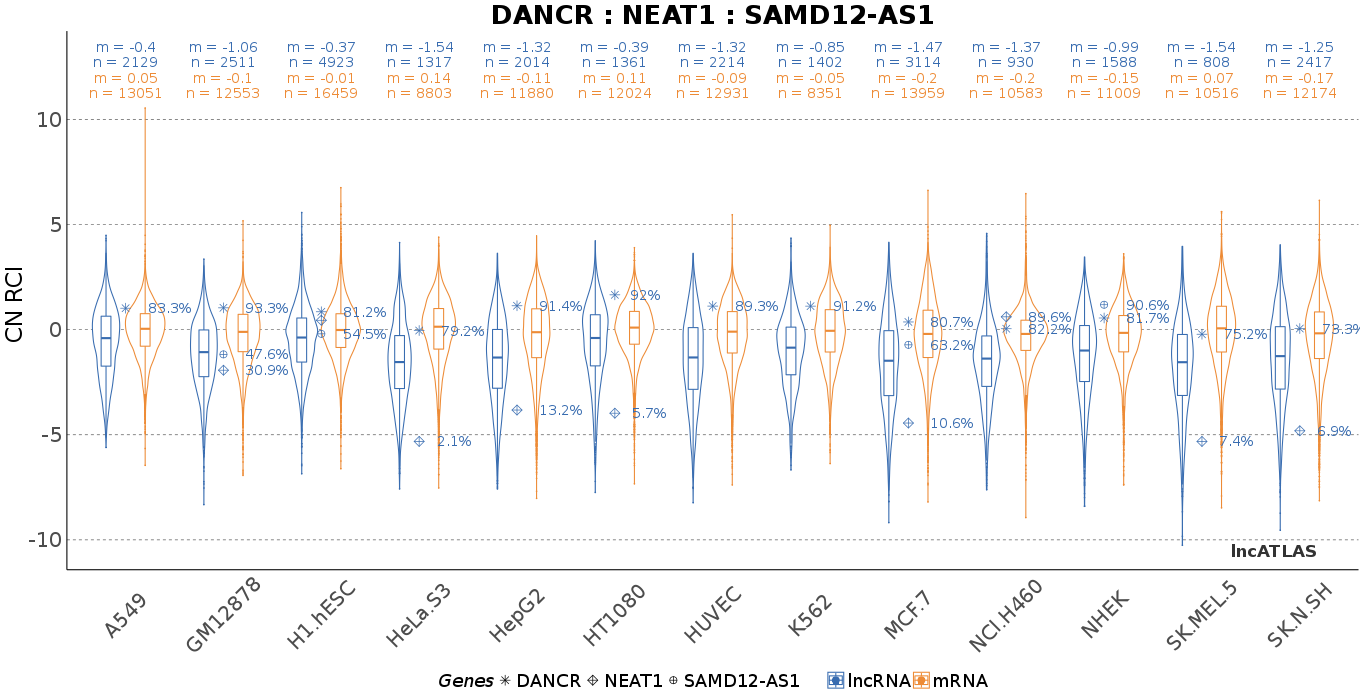 DANCR : NEAT1 : SAMD12-AS1
m = -0.4 m = -1.06 m = -0.37 m = -1.54 m = -1.32 m = -0.39 m = -1.32 m = -0.85 m = -1.47 m = -1.37 m = -0.99 m = -1.54 m = -1.25
n = 2129 n = 2511 n = 4923 n = 1317 n = 2014 n = 1361 n = 2214 n = 1402 n = 3114 n = 930 n = 1588 n = 808 n = 2417
m = 0.05 m = -0.1 m = -0.01 m = 0.14 m = -0.11 m = 0.11 m = -0.09 m = -0.05 m = -0.2 m = -0.2 m = -0.15 m = 0.07 m = -0.17
n = 13051 n = 12553 n = 16459 n = 8803 n = 11880 n = 12024 n = 12931 n = 8351 n = 13959 n = 10583 n = 11009 n = 10516 n = 12174
10
5
92%
83.3% 93.3% 81.2% 91.4% 89.3% 91.2% 90.6%
80.7% 89.6% 81.7%
0
54.5% 79.2% 82.2% 75.2% 73.3%
47.6% 63.2%
30.9%
13.2% 5.7%
10.6%
-5
2.1% 7.4% 6.9%
-10
CN RCI
lncATLAS
A549 GM12878 H1.hESC HeLa.S3 HepG2 HT1080 HUVEC K562 MCF.7 NCI.H460 NHEK SK.MEL.5 SK.N.SH
Genes DANCR NEAT1 SAMD12-AS1 lncRNA mRNA